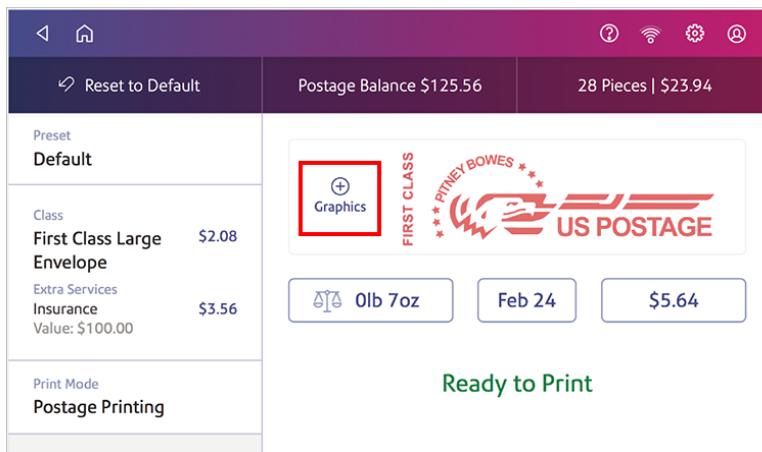 Reset to Default
Postage Balance $125.56
28 Pieces | $23.94
Preset
Default
Class
First Class Large $2.08
Envelope
Extra Services
Insurance $3.56
Value: $100.00
Print Mode
Postage Printing
Graphics
FIRST CLASS
PITNEY BOWES
US POSTAGE
0lb 7oz
Feb 24
$5.64
Ready to Print